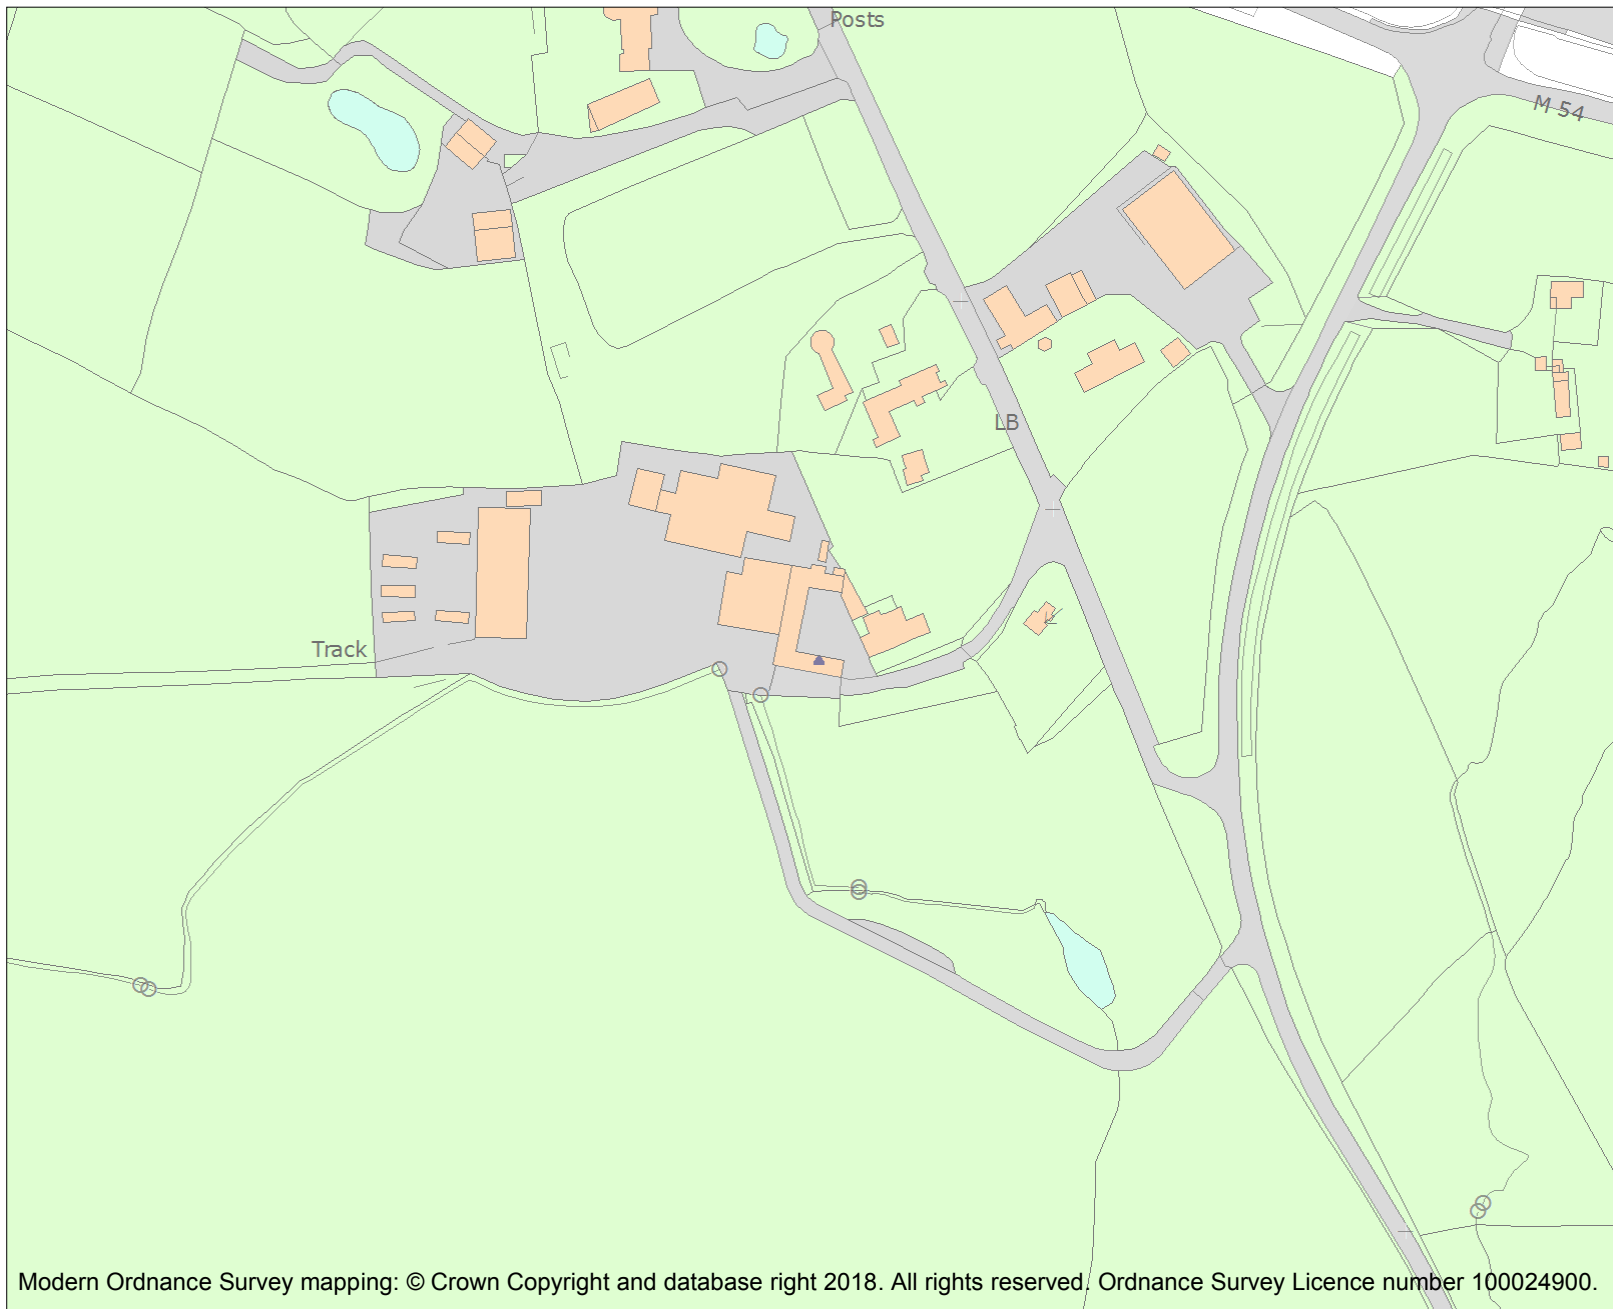 Posts
M 54
LB
Track
Modern Ordnance Survey mapping: © Crown Copyright and database right 2018. All rights reserved. Ordnance Survey Licence number 100024900.